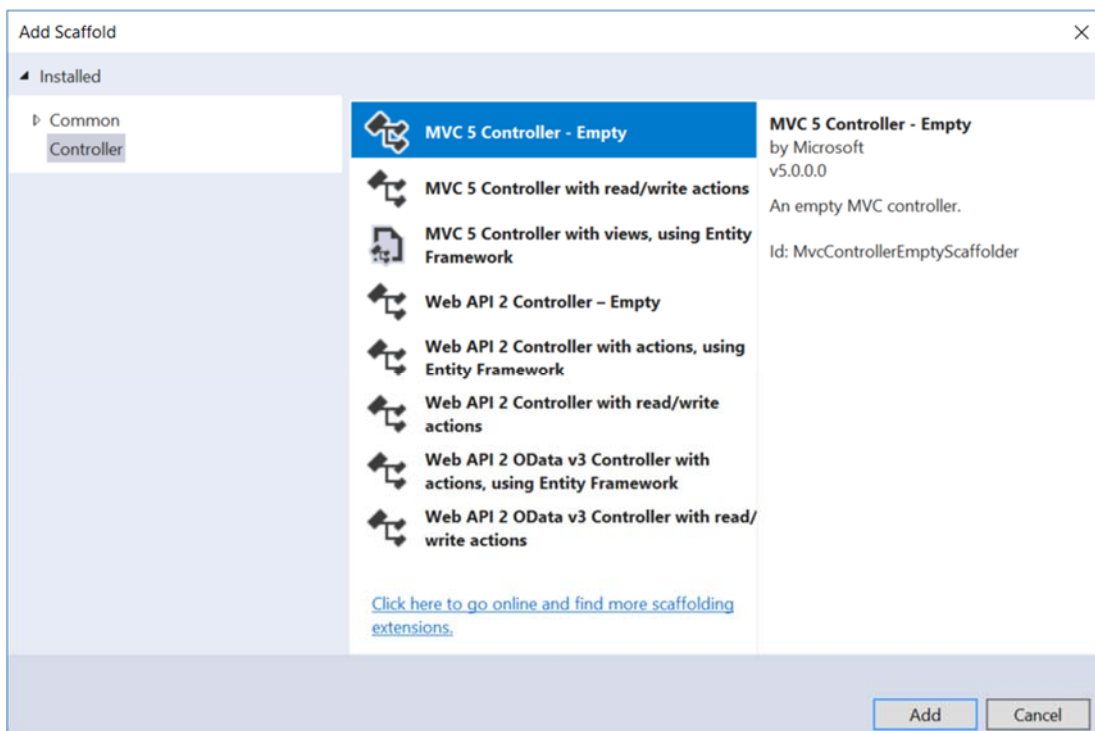 Add Scaffold
Installed
Common
Controller
MVC 5 Controller - Empty
MVC 5 Controller with read/write actions
MVC 5 Controller with views, using Entity
Framework
Web API 2 Controller – Empty
Web API 2 Controller with actions, using
Entity Framework
Web API 2 Controller with read/write
actions
Web API 2 OData v3 Controller with
actions, using Entity Framework
Web API 2 OData v3 Controller with read/
write actions
Click here to go online and find more scaffolding
extensions.
MVC 5 Controller - Empty
by Microsoft
v5.0.0.0
An empty MVC controller.
Id: MvcControllerEmptyScaffolder
Add
Cancel